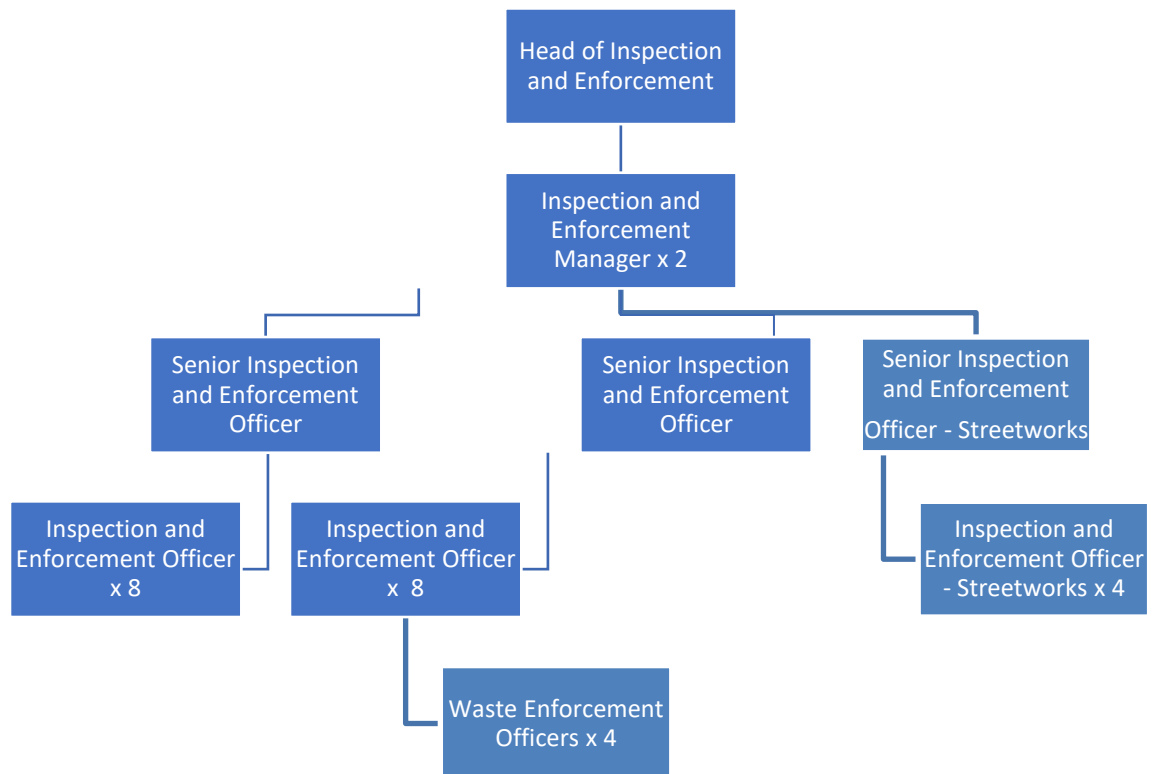 Head of Inspection
and Enforcement
Inspection and
Enforcement
Manager x 2
Senior Inspection
and Enforcement
Officer
Senior Inspection
and Enforcement
Officer
Senior Inspection
and Enforcement
Officer - Streetworks
Inspection and
Enforcement Officer
x 8
Inspection and
Enforcement Officer
x 8
Inspection and
Enforcement Officer
- Streetworks x 4
Waste Enforcement
Officers x 4